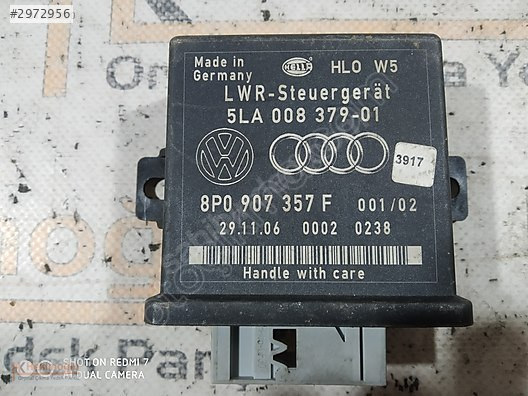 #2972956
Made in
Germany
HELLA
HLO W5
LWR-Steuergerät
5LA 008 379-01
3917
8P0 907 357 F 001/02
29.11.06 0002 0238
Handle with care
SHOT ON REDMI 7
AI DUAL CAMERA